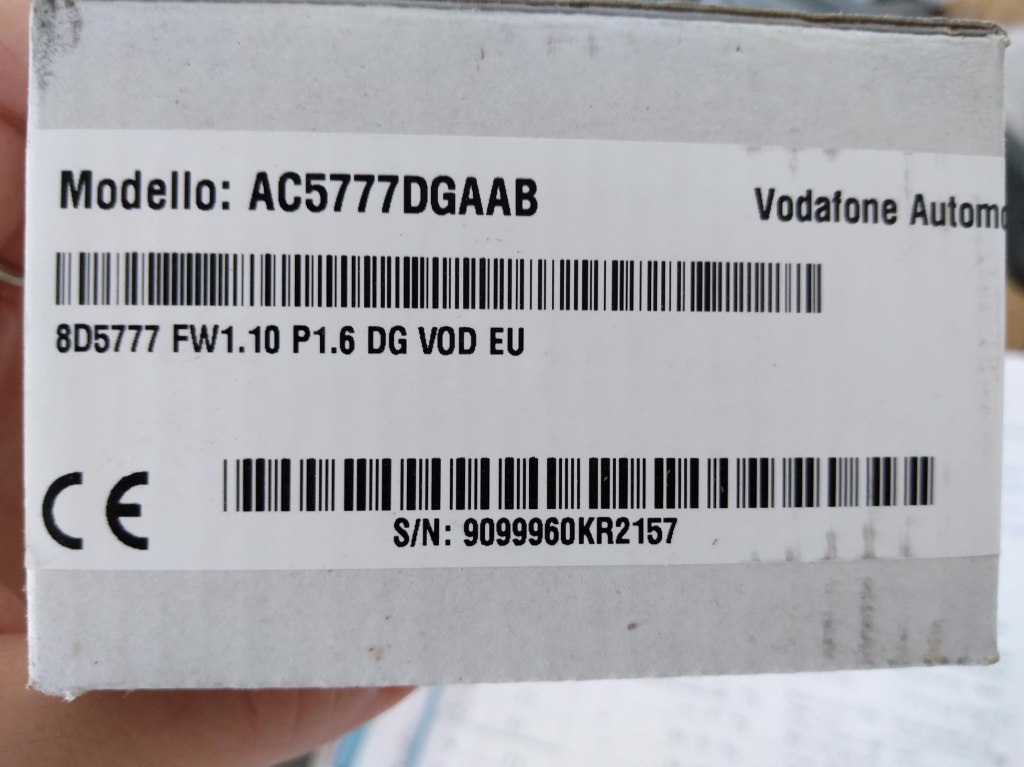 Modello: AC5777DGAAB
Vodafone
8D5777 FW1.10 P1.6 DG VOD EU
CE
S/N: 9099960KR2157